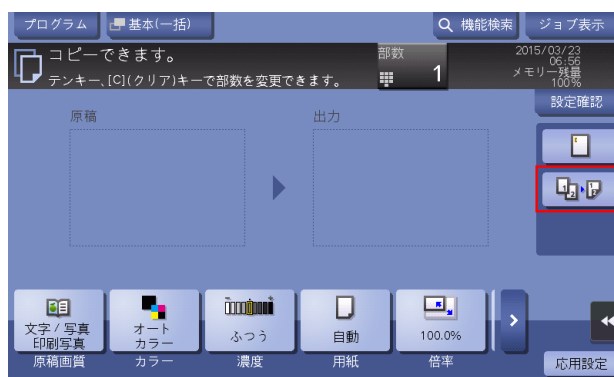 プログラム
基本(一括)
機能検索
ジョブ表示
コピーできます。
テンキー、[C](クリア)キーで部数を変更できます。
部数
1
2015/03/23
06:56
メモリー残量
100%
設定確認
原稿
出力
文字/写真
印刷写真
原稿画質
オート
カラー
カラー
ふつう
濃度
自動
用紙
100.0%
倍率
応用設定